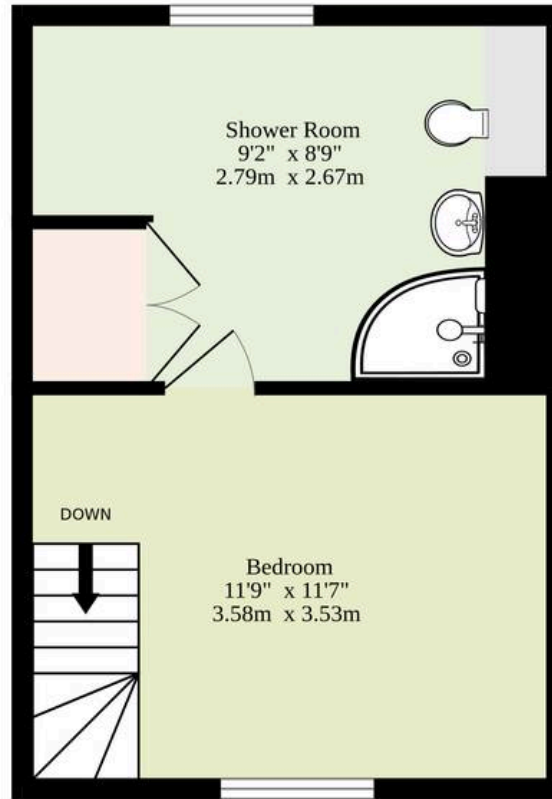 Shower Room
9'2" x 8'9"
2.79m x 2.67m
DOWN
Bedroom
11'9" x 11'7"
3.58m x 3.53m